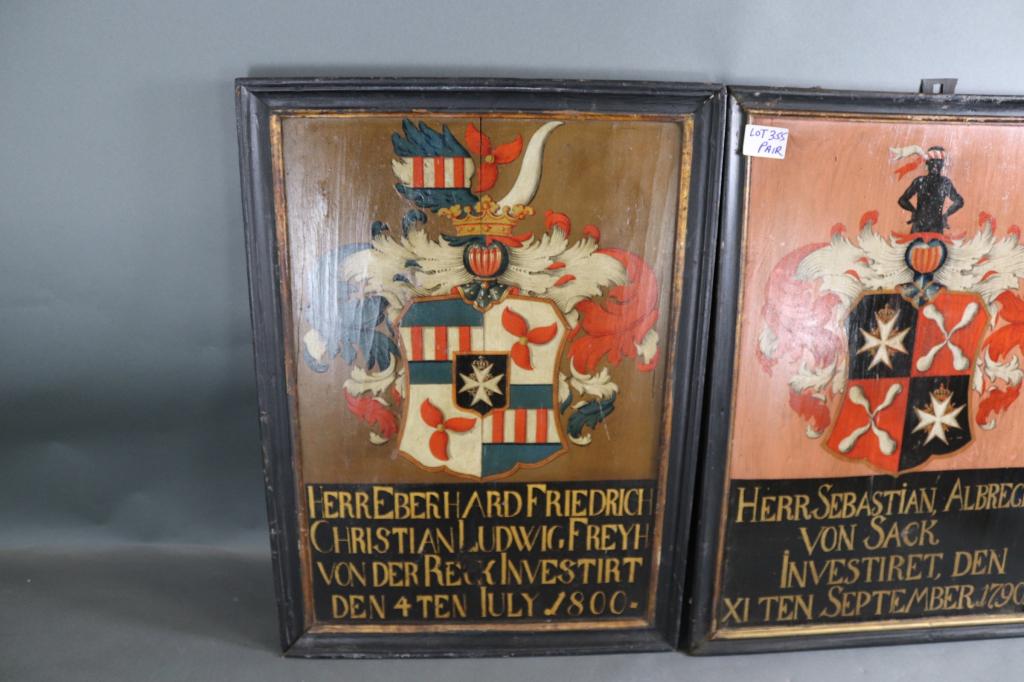 HERR EBERHARD FRIEDRICH
CHRISTIAN LUDWIG FREYH
VON DER RECK INVESTIRT
DEN 4 TEN IULY 1800
LOT 355
PAIR
HERR SEBASTIAN, ALBREC
VON SACK
INVESTIRET, DEN
XI TEN SEPTEMBER 1790